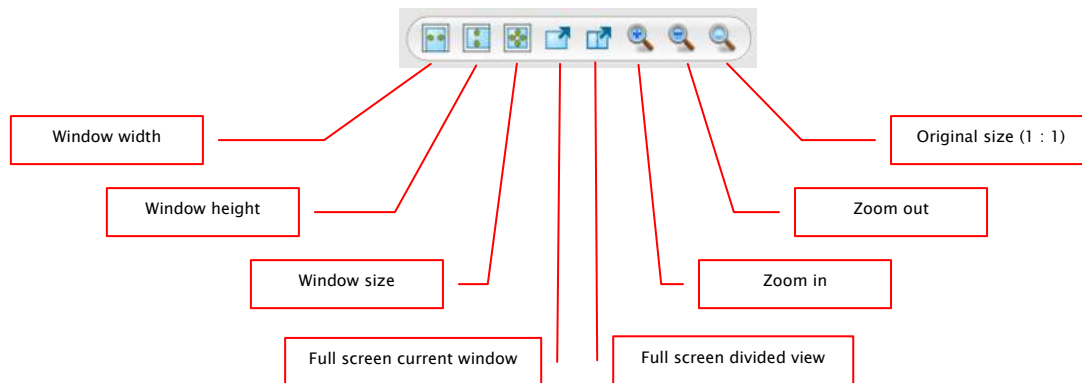 Window width
Original size (1 : 1)
Window height
Zoom out
Window size
Zoom in
Full screen current window
Full screen divided view